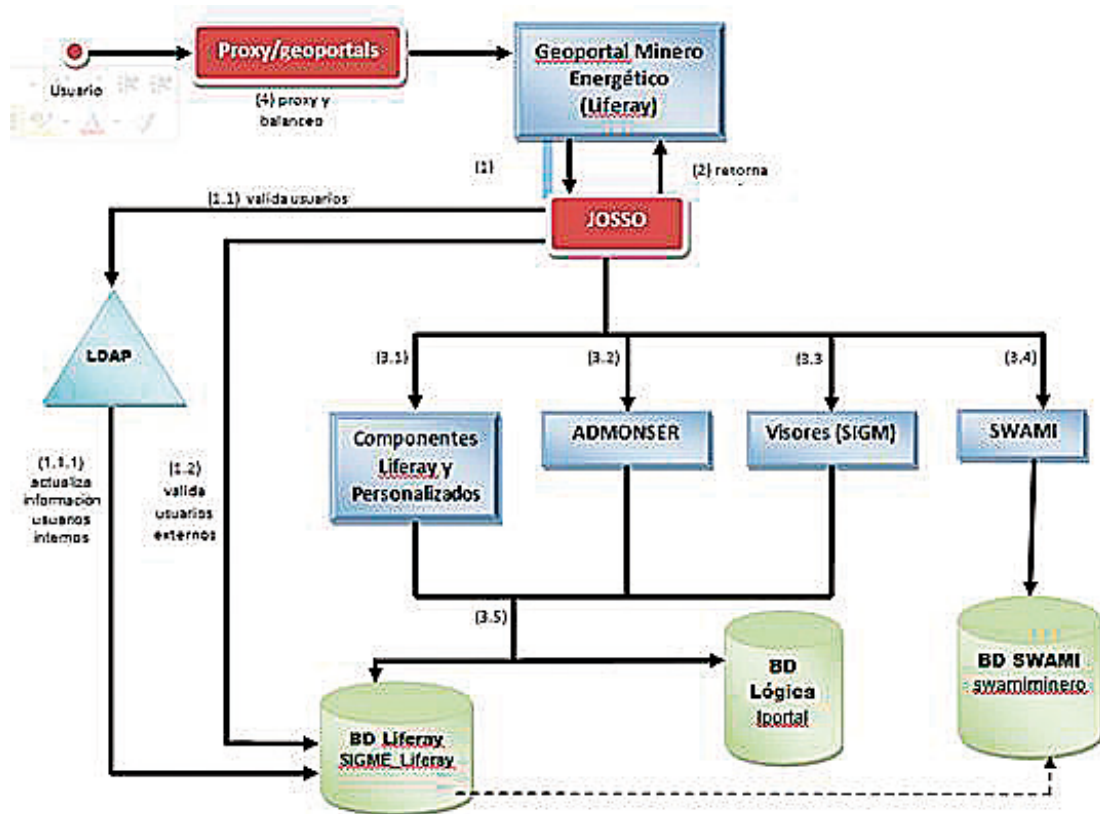 Proxy/geoportals
Geoportal Minero
Energético
(Liferay)
Usuario
(4) proxy y
balanceo
(1)
(2) retorna
(1.1) valida usuarios
JOSSO
LDAP
(3.1)
(3.2)
(3.3
(3.4)
Componentes
Liferay y
Personalizados
ADMONSER
Visores (SIGM)
SWAMI
(1.1.1)
actualiza
información
usuarios
internos
(1.2)
valida
usuarios
externos
(3.5)
BD
Lógica
lportal
BD SWAMI
swamiminero
BD Liferay
SIGME_Liferay